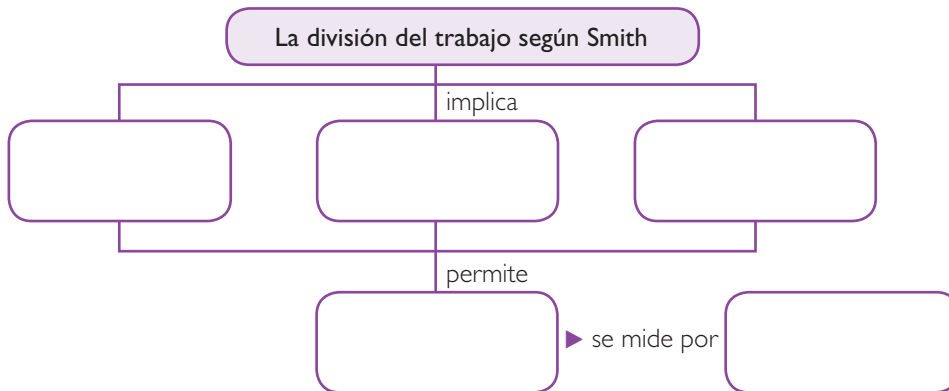 La división del trabajo según Smith
implica
permite
se mide por